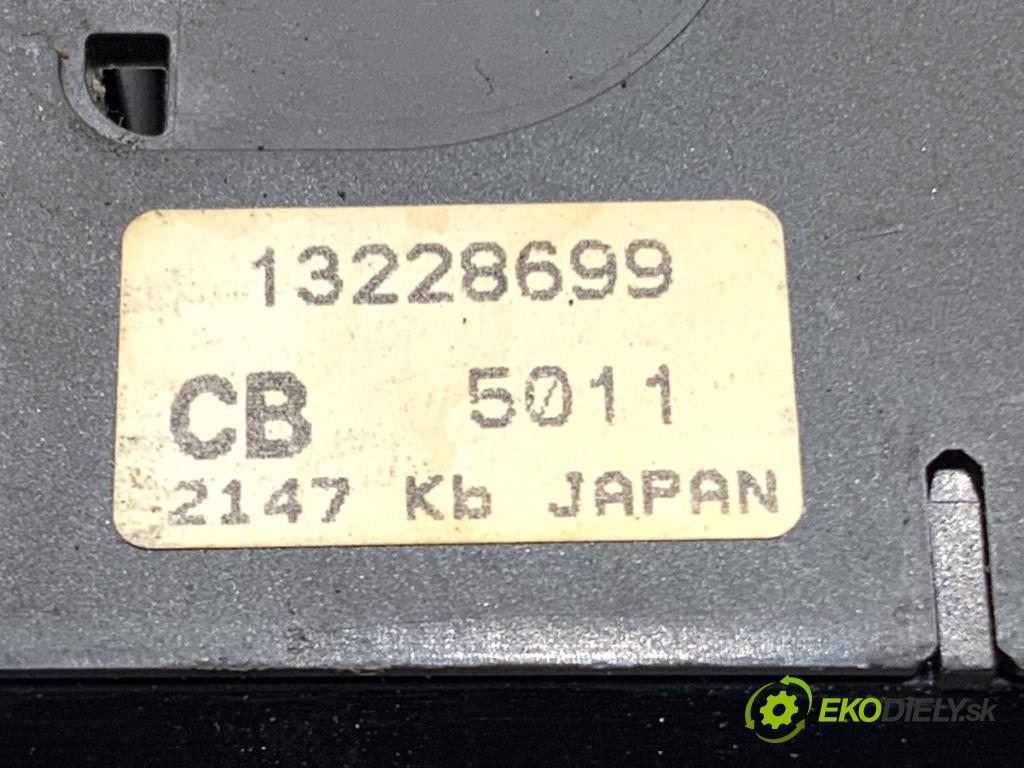 13228699
CB 5011
2147 Kb JAPAN
EKODIELY.sk